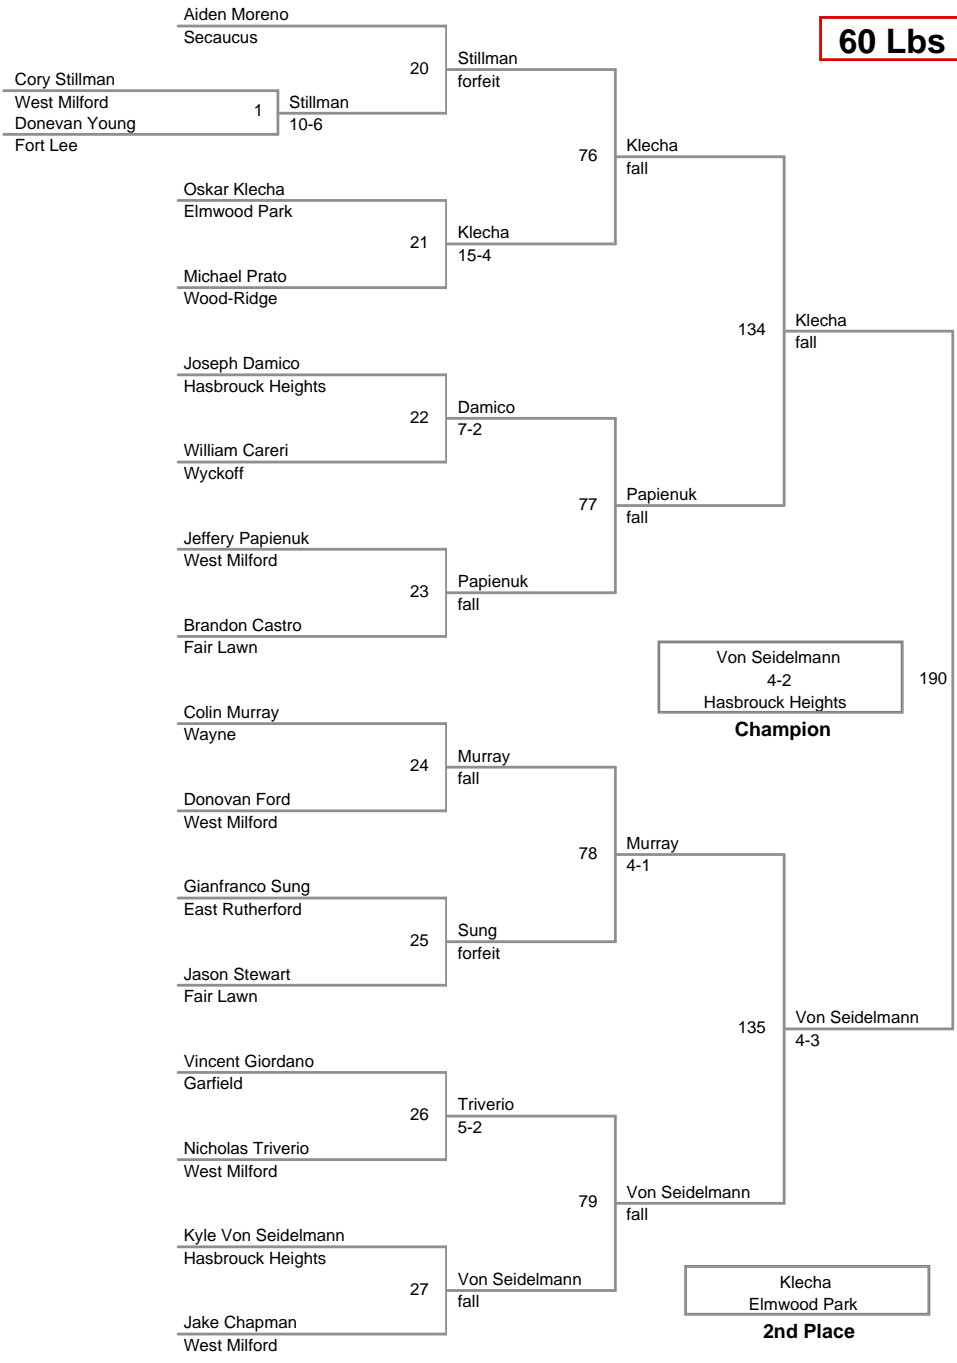 60 Lbs
Aiden Moreno
Secaucus
20
Stillman
forfeit
Cory Stillman
West Milford
1
Stillman
10-6
Donevan Young
Fort Lee
76
Klecha
fall
Oskar Klecha
Elmwood Park
21
Klecha
15-4
Michael Prato
Wood-Ridge
134
Klecha
fall
Joseph Damico
Hasbrouck Heights
22
Damico
7-2
William Careri
Wyckoff
77
Papienuk
fall
Jeffery Papienuk
West Milford
23
Papienuk
fall
Brandon Castro
Fair Lawn
Von Seidelmann
4-2
Hasbrouck Heights
Champion
190
Colin Murray
Wayne
24
Murray
fall
Donovan Ford
West Milford
78
Murray
4-1
Gianfranco Sung
East Rutherford
25
Sung
forfeit
Jason Stewart
Fair Lawn
135
Von Seidelmann
4-3
Vincent Giordano
Garfield
26
Triverio
5-2
Nicholas Triverio
West Milford
79
Von Seidelmann
fall
Kyle Von Seidelmann
Hasbrouck Heights
27
Von Seidelmann
fall
Jake Chapman
West Milford
Klecha
Elmwood Park
2nd Place